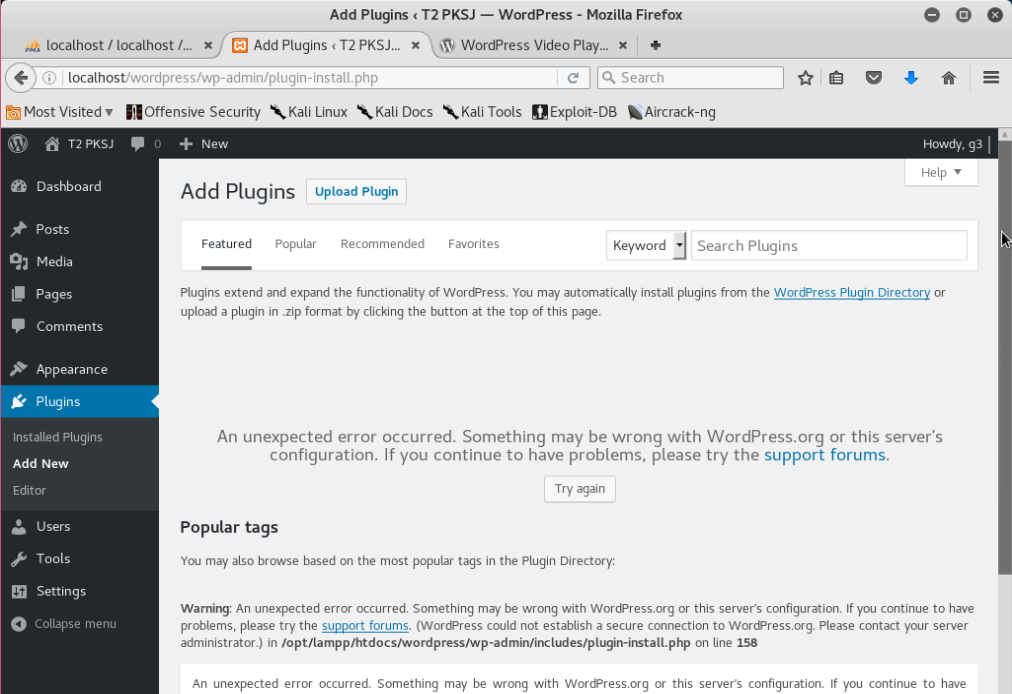 Add Plugins ‹ T2 PKSJ — WordPress - Mozilla Firefox
localhost / localhost /...
Add Plugins ‹ T2 PKSJ...
WordPress Video Play...
localhost/wordpress/wp-admin/plugin-install.php
Search
Most Visited
Offensive Security
Kali Linux
Kali Docs
Kali Tools
Exploit-DB
Aircrack-ng
T2 PKSJ
0
New
Howdy, g3
Help
Dashboard
Posts
Media
Pages
Comments
Appearance
Plugins
Installed Plugins
Add New
Editor
Users
Tools
Settings
Collapse menu
Add Plugins
Upload Plugin
Featured
Popular
Recommended
Favorites
Keyword
Search Plugins
Plugins extend and expand the functionality of WordPress. You may automatically install plugins from the WordPress Plugin Directory or
upload a plugin in .zip format by clicking the button at the top of this page.
An unexpected error occurred. Something may be wrong with WordPress.org or this server's
configuration. If you continue to have problems, please try the support forums.
Try again
Popular tags
You may also browse based on the most popular tags in the Plugin Directory:
Warning: An unexpected error occurred. Something may be wrong with WordPress.org or this server's configuration. If you continue to have
problems, please try the support forums. (WordPress could not establish a secure connection to WordPress.org. Please contact your server
administrator.) in /opt/lampp/htdocs/wordpress/wp-admin/includes/plugin-install.php on line 158
An unexpected error occurred. Something may be wrong with WordPress.org or this server's configuration. If you continue to have